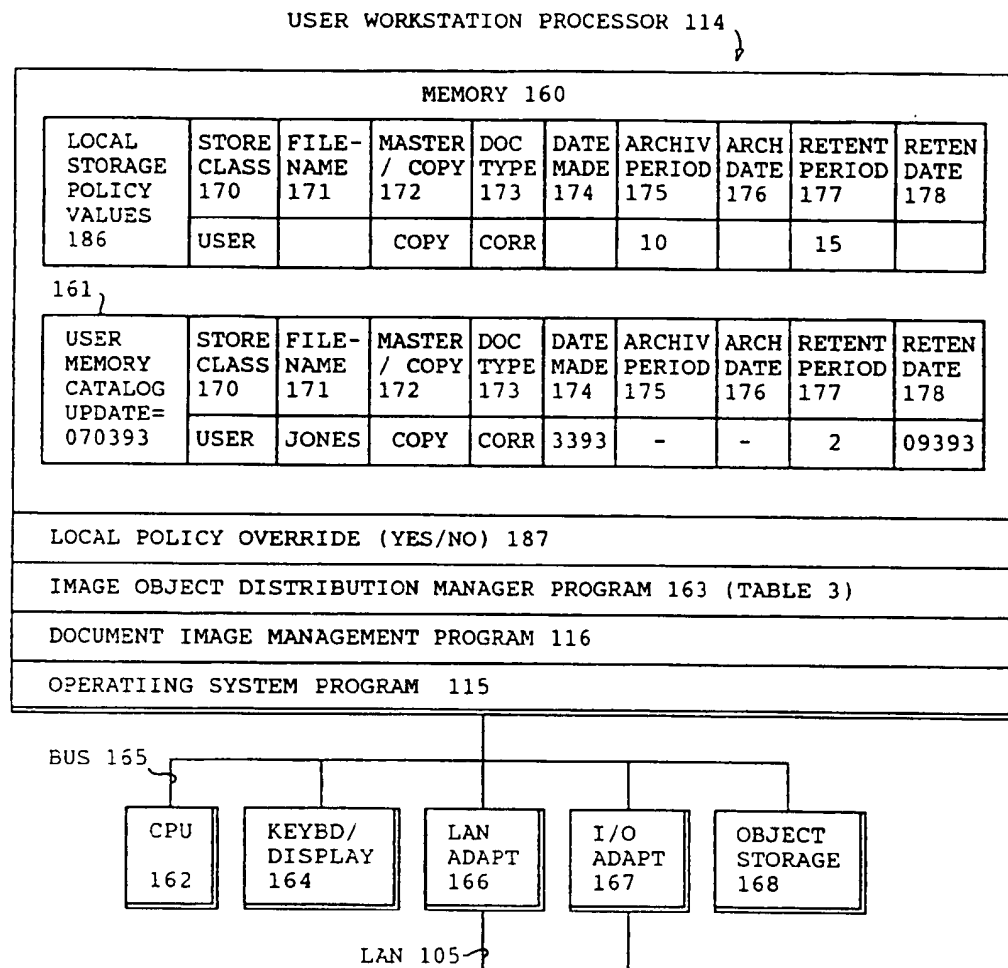 USER WORKSTATION PROCESSOR 114
MEMORY 160
LOCAL STORAGE POLICY VALUES 186
STORE CLASS 170
FILE-NAME 171
MASTER / COPY 172
DOC TYPE 173
DATE MADE 174
ARCHIV PERIOD 175
ARCH DATE 176
RETENT PERIOD 177
RETEN DATE 178
USER COPY CORR 10 15
161
USER MEMORY CATALOG UPDATE= 070393
STORE CLASS 170
FILE-NAME 171
MASTER / COPY 172
DOC TYPE 173
DATE MADE 174
ARCHIV PERIOD 175
ARCH DATE 176
RETENT PERIOD 177
RETEN DATE 178
USER JONES COPY CORR 3393 - - 2 09393
LOCAL POLICY OVERRIDE (YES/NO) 187
IMAGE OBJECT DISTRIBUTION MANAGER PROGRAM 163 (TABLE 3)
DOCUMENT IMAGE MANAGEMENT PROGRAM 116
OPERATIING SYSTEM PROGRAM 115
BUS 165
CPU 162
KEYBD/ DISPLAY 164
LAN ADAPT 166
I/O ADAPT 167
OBJECT STORAGE 168
LAN 105